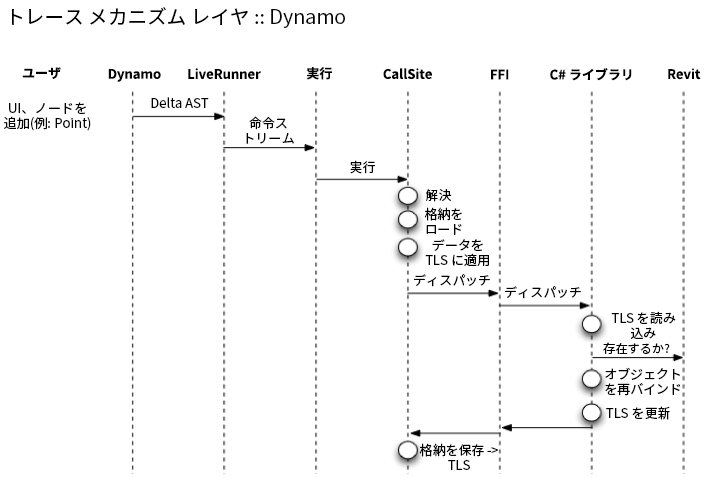 トレース メカニズム レイヤ :: Dynamo
ユーザ
Dynamo
LiveRunner
実行
CallSite
FFI
C# ライブラリ
Revit
UI、ノードを
追加(例: Point)
Delta AST
命令ス
トリーム
実行
解決
格納を
ロード
データを
TLS に適用
ディスパッチ
ディスパッチ
TLS を読み
込み
存在するか?
オブジェクト
を再バインド
TLS を更新
格納を保存 ->
TLS